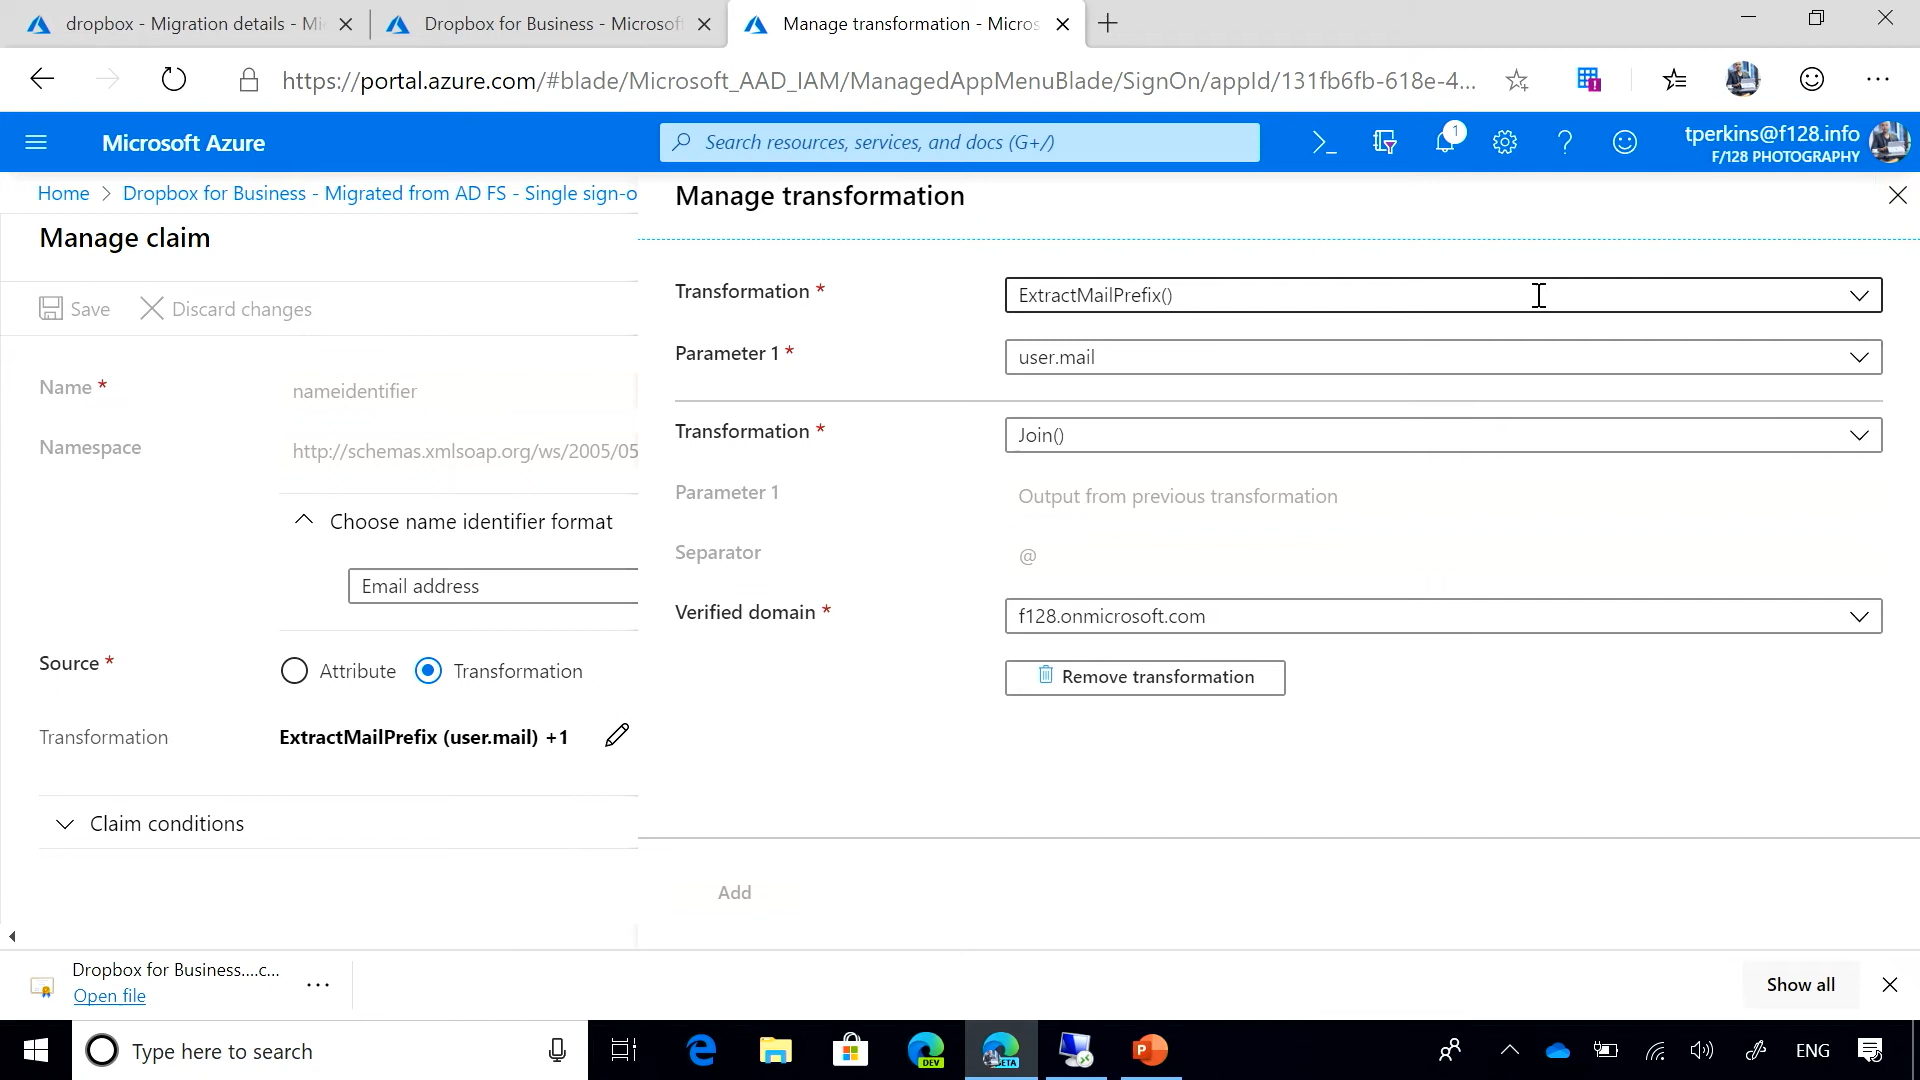 dropbox - Migration details - Mi
Dropbox for Business - Microsoft
Manage transformation - Micros
https://portal.azure.com/#blade/Microsoft_AAD_IAM/ManagedAppMenuBlade/SignOn/appId/131fb6fb-618e-4...
Microsoft Azure
Search resources, services, and docs (G+/)
1
tperkins@f128.info
F/128 PHOTOGRAPHY
Home > Dropbox for Business - Migrated from AD FS - Single sign-o
Manage transformation
Manage claim
Save
Discard changes
Transformation *
ExtractMailPrefix()
Parameter 1 *
user.mail
Name *
nameidentifier
Transformation *
Join()
Namespace
http://schemas.xmlsoap.org/ws/2005/05
Parameter 1
Output from previous transformation
Choose name identifier format
Separator
@
Email address
Verified domain *
f128.onmicrosoft.com
Source *
Attribute
Transformation
Remove transformation
Transformation
ExtractMailPrefix (user.mail) +1
Claim conditions
Add
Dropbox for Business....c...
Open file
Show all
Type here to search
DEV
BETA
P
ENG